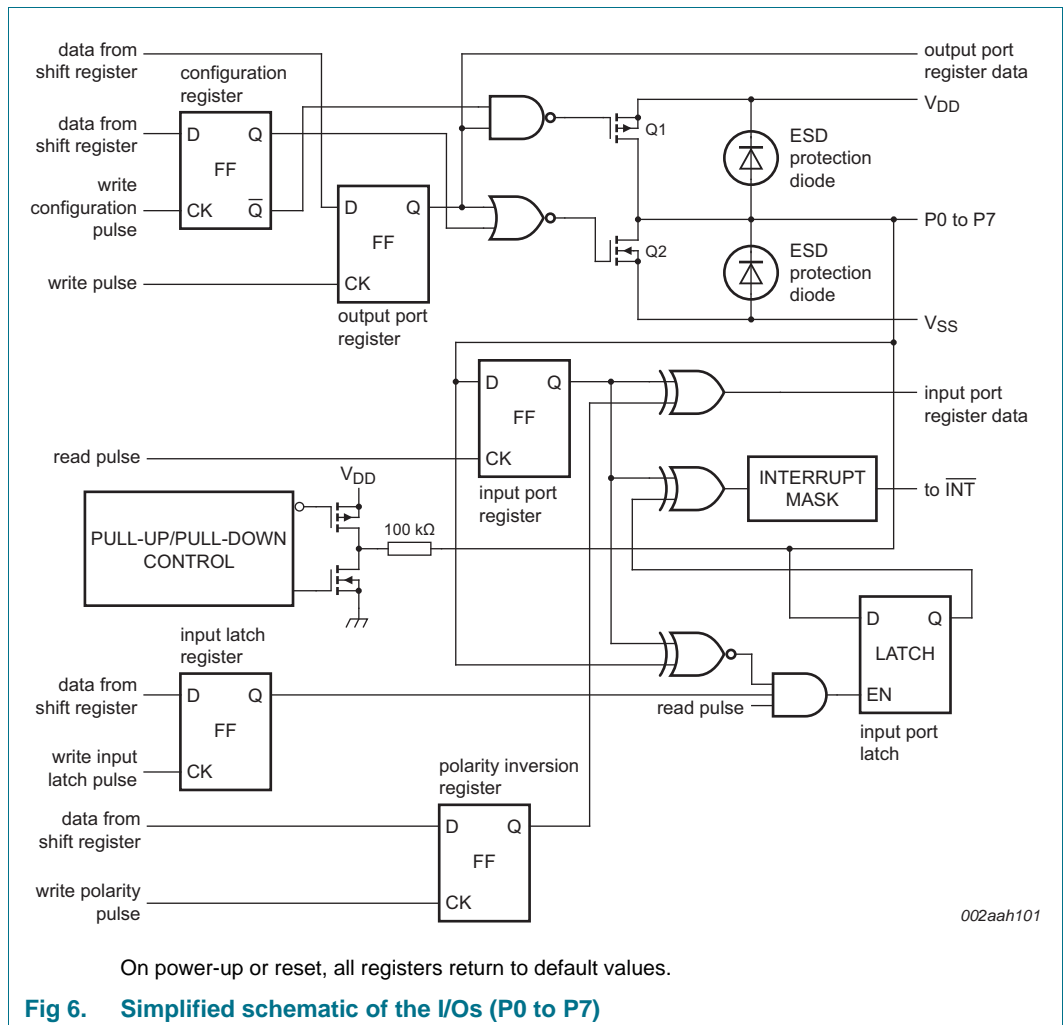 data from
shift register
configuration
register
output port
register data
VDD
data from
shift register
D
Q
FF
CK
Q
write
configuration
pulse
Q1
ESD
protection
diode
D
Q
FF
CK
P0 to P7
Q2
ESD
protection
diode
write pulse
output port
register
VSS
D
Q
FF
CK
input port
register data
read pulse
input port
register
INTERRUPT
MASK
to INT
VDD
100 kΩ
PULL-UP/PULL-DOWN
CONTROL
input latch
register
D
Q
LATCH
EN
data from
shift register
D
Q
FF
CK
read pulse
input port
latch
write input
latch pulse
polarity inversion
register
data from
shift register
D
Q
FF
CK
write polarity
pulse
002aah101
On power-up or reset, all registers return to default values.
Fig 6. Simplified schematic of the I/Os (P0 to P7)